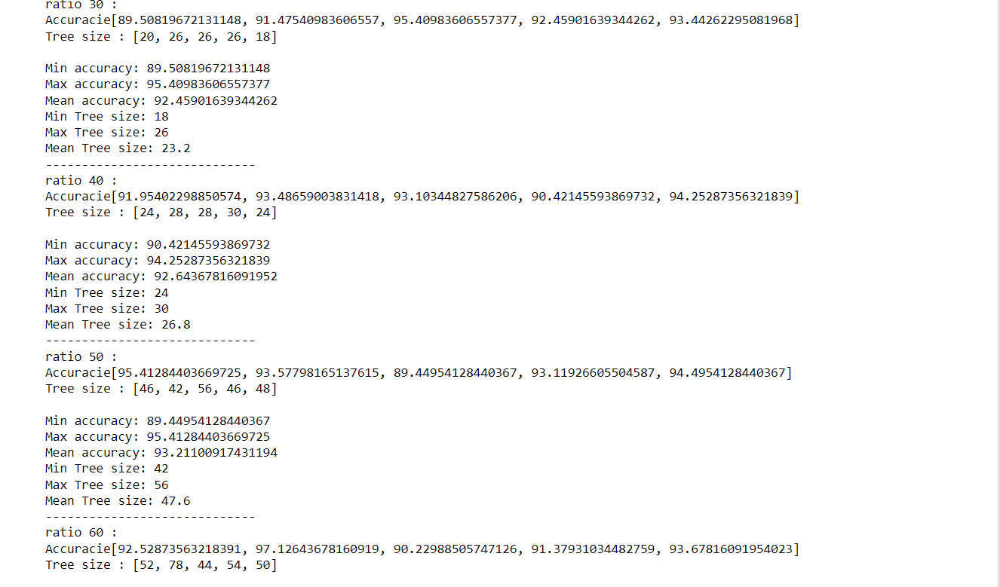 ratio 30 :
Accuracie[89.50819672131148, 91.47540983606557, 95.40983606557377, 92.45901639344262, 93.44262295081968]
Tree size : [20, 26, 26, 26, 18]
Min accuracy: 89.50819672131148
Max accuracy: 95.40983606557377
Mean accuracy: 92.45901639344262
Min Tree size: 18
Max Tree size: 26
Mean Tree size: 23.2
-----------------------------
ratio 40 :
Accuracie[91.95402298850574, 93.48659003831418, 93.10344827586206, 90.42145593869732, 94.25287356321839]
Tree size : [24, 28, 28, 30, 24]
Min accuracy: 90.42145593869732
Max accuracy: 94.25287356321839
Mean accuracy: 92.64367816091952
Min Tree size: 24
Max Tree size: 30
Mean Tree size: 26.8
-----------------------------
ratio 50 :
Accuracie[95.41284403669725, 93.57798165137615, 89.44954128440367, 93.11926605504587, 94.4954128440367]
Tree size : [46, 42, 56, 46, 48]
Min accuracy: 89.44954128440367
Max accuracy: 95.41284403669725
Mean accuracy: 93.21100917431194
Min Tree size: 42
Max Tree size: 56
Mean Tree size: 47.6
-----------------------------
ratio 60 :
Accuracie[92.52873563218391, 97.12643678160919, 90.22988505747126, 91.37931034482759, 93.67816091954023]
Tree size : [52, 78, 44, 54, 50]